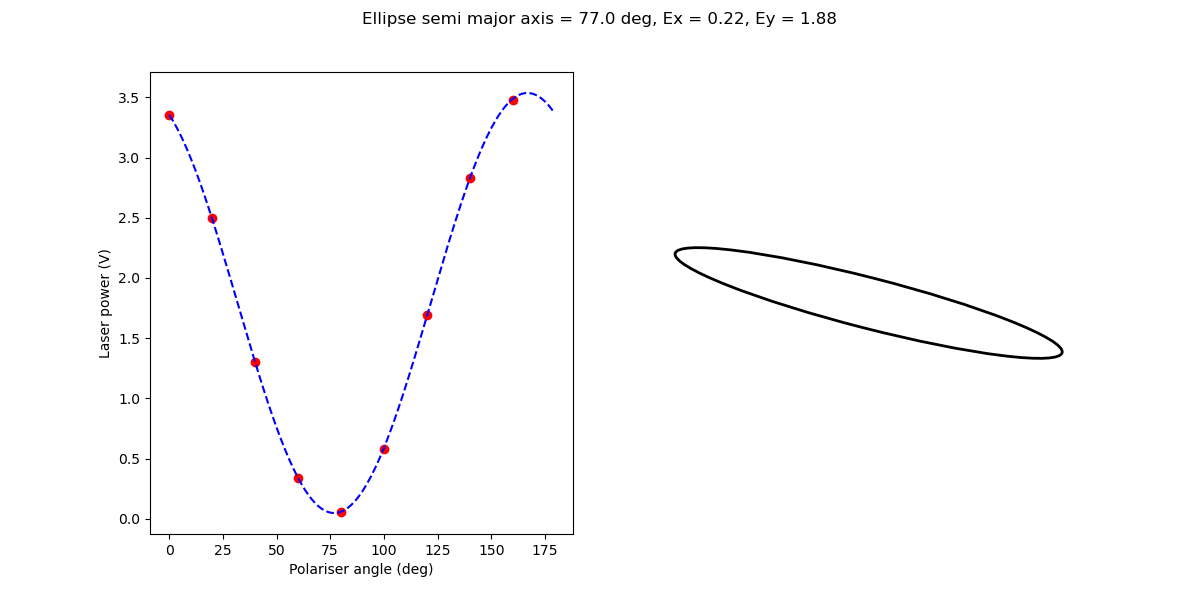 Ellipse semi major axis = 77.0 deg, Ex = 0.22, Ey = 1.88
3.5
3.0
2.5
2.0
1.5
1.0
0.5
0.0
Laser power (V)
0 25 50 75 100 125 150 175
Polariser angle (deg)